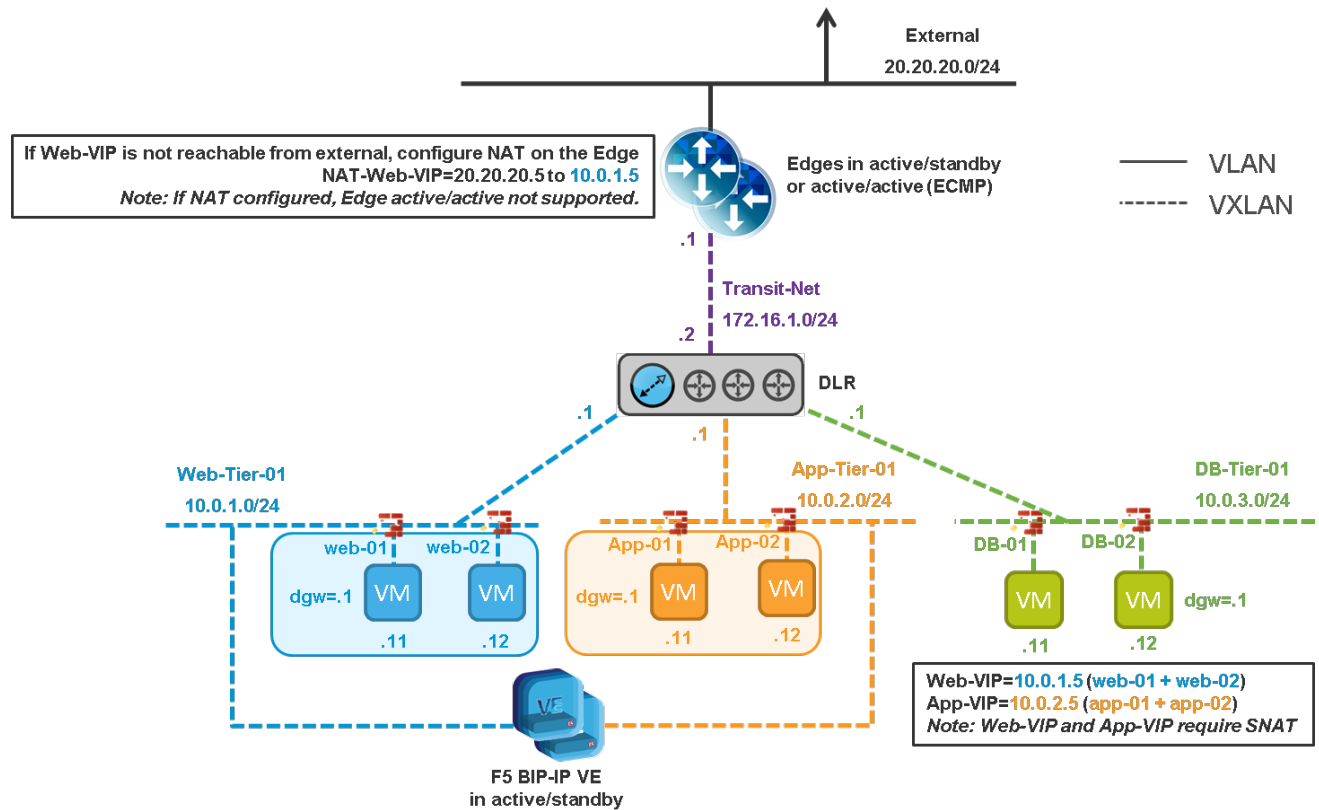 External
20.20.20.0/24
If Web-VIP is not reachable from external, configure NAT on the Edge
NAT-Web-VIP=20.20.20.5 to 10.0.1.5
Note: If NAT configured, Edge active/active not supported.
Edges in active/standby
or active/active (ECMP)
VLAN
VXLAN
.1
Transit-Net
172.16.1.0/24
.2
DLR
.1
.1
.1
Web-Tier-01
10.0.1.0/24
App-Tier-01
10.0.2.0/24
DB-Tier-01
10.0.3.0/24
web-01
web-02
App-01
App-02
DB-01
DB-02
dgw=.1
VM
VM
dgw=.1
VM
VM
VM
VM
dgw=.1
.11
.12
.11
.12
.11
.12
Web-VIP=10.0.1.5 (web-01 + web-02)
App-VIP=10.0.2.5 (app-01 + app-02)
Note: Web-VIP and App-VIP require SNAT
VE
F5 BIP-IP VE
in active/standby